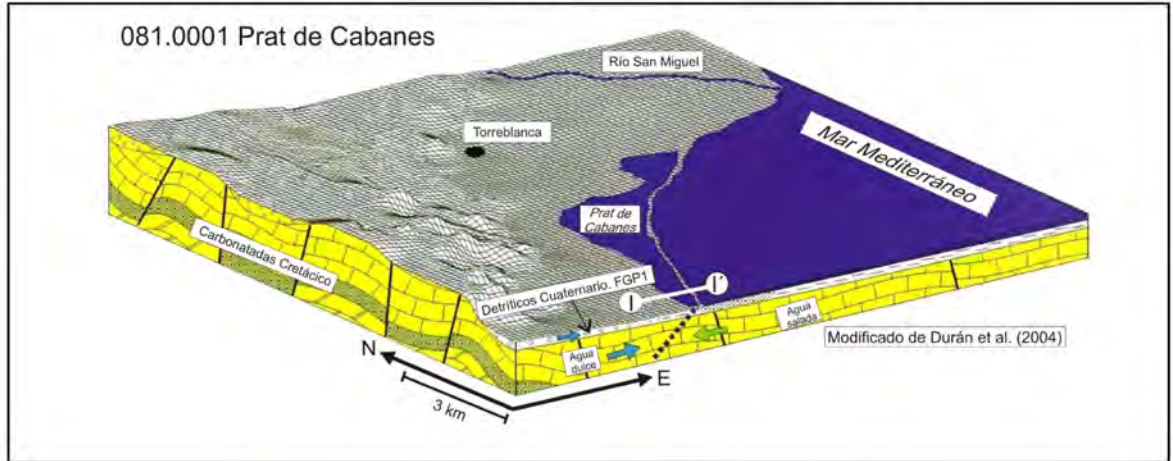 081.0001 Prat de Cabanes
Río San Miguel
Torreblanca
Mar Mediterráneo
Prat de
Cabanes
Carbonatadas Cretácico
Detríticos Cuaternario. FGP1
I
I´
Agua
dulce
Agua
salada
Modificado de Durán et al. (2004)
N
E
3 km